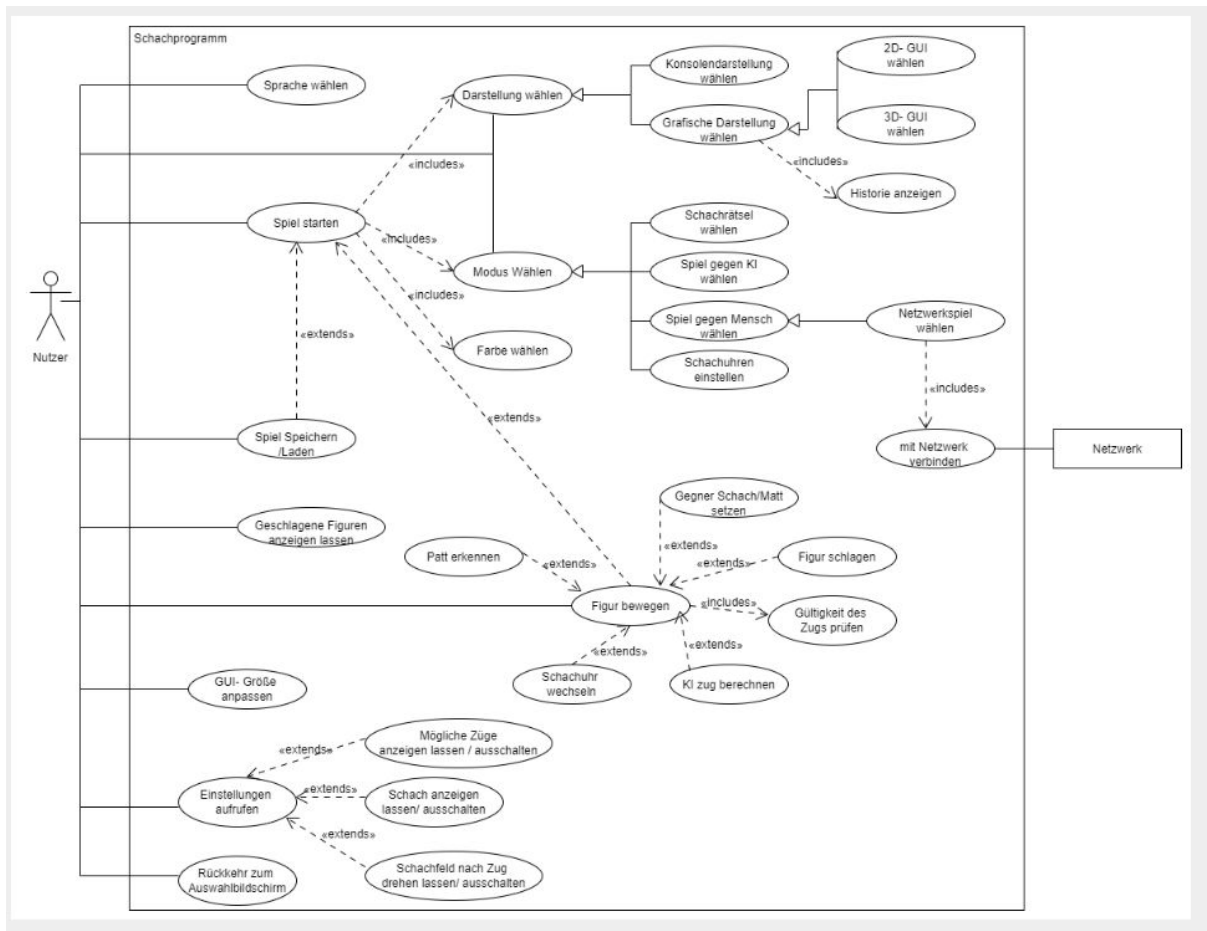 Schachprogramm
Sprache wählen
Darstellung wählen
Konsolendarstellung
wählen
Grafische Darstellung
wählen
2D- GUI
wählen
3D- GUI
wählen
«includes»
Historie anzeigen
«includes»
Spiel starten
«includes»
«includes»
Modus Wählen
Farbe wählen
Schachrätsel
wählen
Spiel gegen KI
wählen
Spiel gegen Mensch
wählen
Schachuhren
einstellen
Netzwerkspiel
wählen
«includes»
mit Netzwerk
verbinden
Netzwerk
Nutzer
«extends»
«extends»
Spiel Speichern
/Laden
Geschlagene Figuren
anzeigen lassen
Gegner Schach/Matt
setzen
«extends»
Patt erkennen
«extends»
«extends»
Figur schlagen
Figur bewegen
«includes»
Gültigkeit des
Zugs prüfen
«extends»
«extends»
Schachuhr
wechseln
KI zug berechnen
GUI- Größe
anpassen
«extends»
Mögliche Züge
anzeigen lassen / ausschalten
Einstellungen
aufrufen
«extends»
Schach anzeigen
lassen/ ausschalten
«extends»
Schachfeld nach Zug
drehen lassen/ ausschalten
Rückkehr zum
Auswahlbildschirm